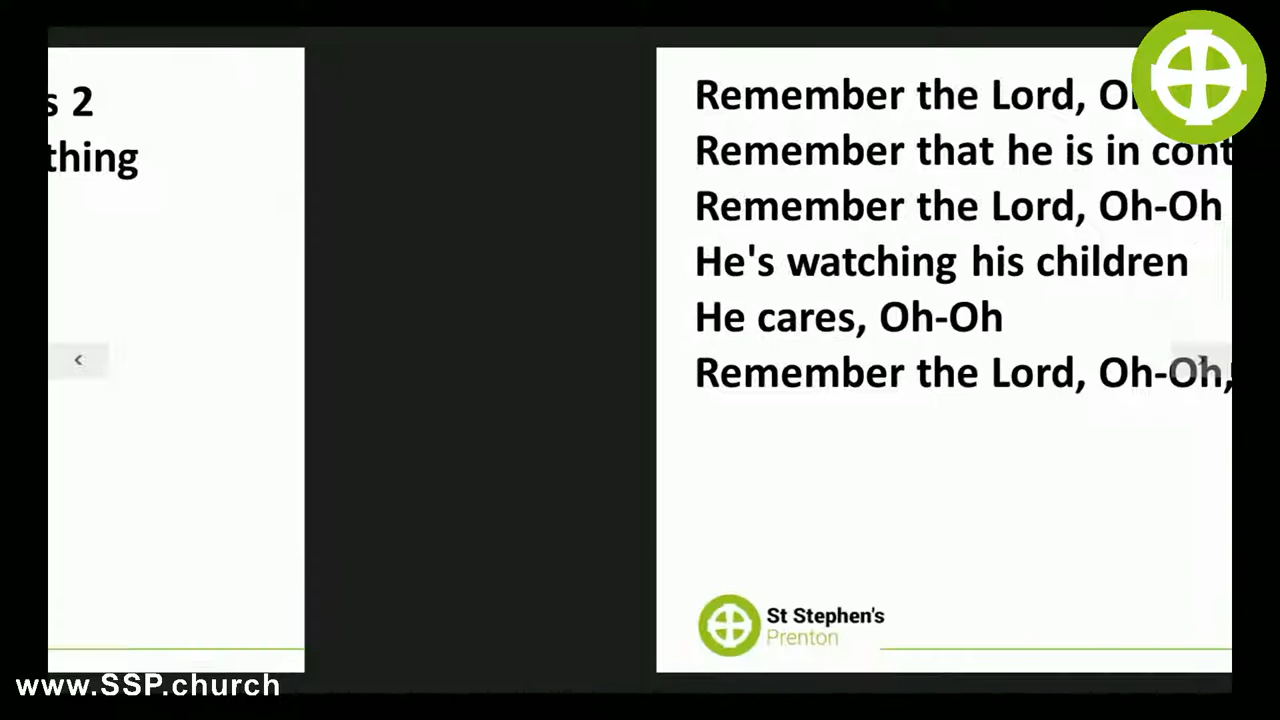 s 2
thing
Remember the Lord, O
Remember that he is in cont
Remember the Lord, Oh-Oh
He's watching his children
He cares, Oh-Oh
Remember the Lord, Oh-Oh,
St Stephen's
Prenton
www.SSP.church